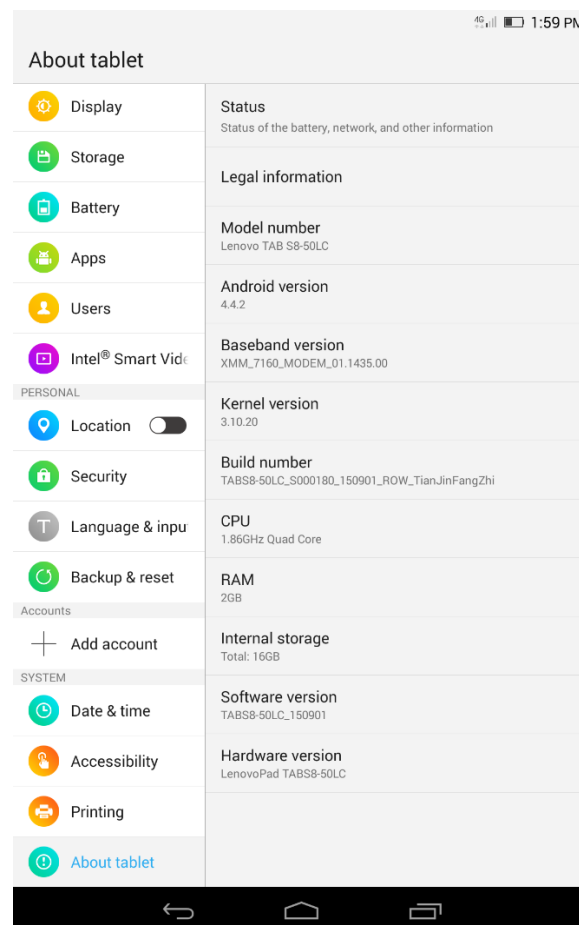 4G 1:59 PM
About tablet
Display
Storage
Battery
Apps
Users
Intel® Smart Vide
PERSONAL
Location
Security
Language & inpu
Backup & reset
Accounts
Add account
SYSTEM
Date & time
Accessibility
Printing
About tablet
Status
Status of the battery, network, and other information
Legal information
Model number
Lenovo TAB S8-50LC
Android version
4.4.2
Baseband version
XMM_7160_MODEM_01.1435.00
Kernel version
3.10.20
Build number
TABS8-50LC_S000180_150901_ROW_TianJinFangZhi
CPU
1.86GHz Quad Core
RAM
2GB
Internal storage
Total: 16GB
Software version
TABS8-50LC_150901
Hardware version
LenovoPad TABS8-50LC